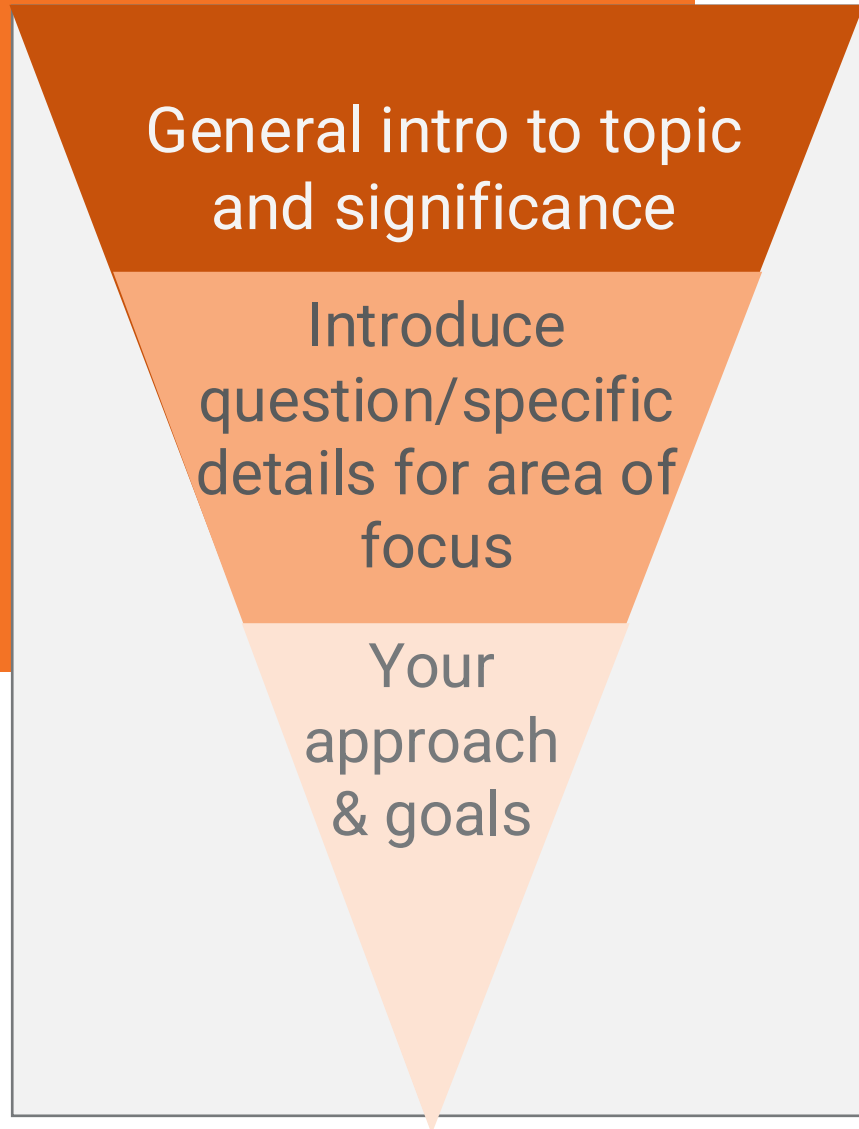 General intro to topic
and significance
Introduce
question/specific
details for area of
focus
Your
approach
& goals